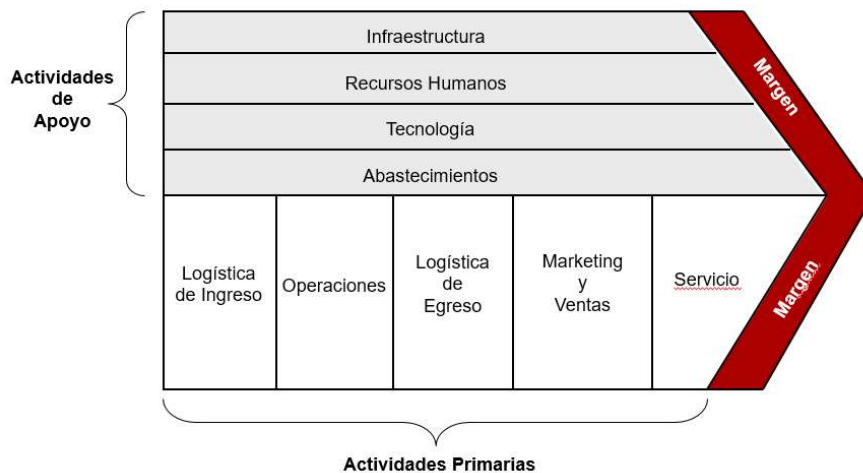 Infraestructura
Recursos Humanos
Tecnología
Abastecimientos
Actividades
de
Apoyo
Margen
Logística
de Ingreso
Operaciones
Logística
de
Egreso
Marketing
y
Ventas
Servicio
Margen
Actividades Primarias